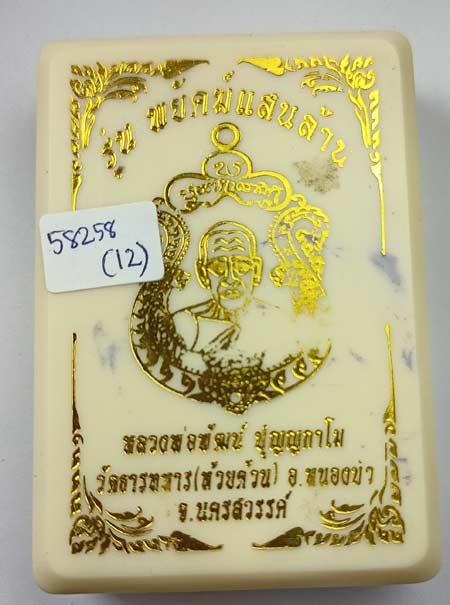 รุ่น พยัคฆ์แสนล้าน
58258
(12)
หลวงพ่อพัฒน์ ปุญญกาโม
วัดธารทหาร(ห้วยด้วน) อ.หนองบัว
จ.นครสวรรค์